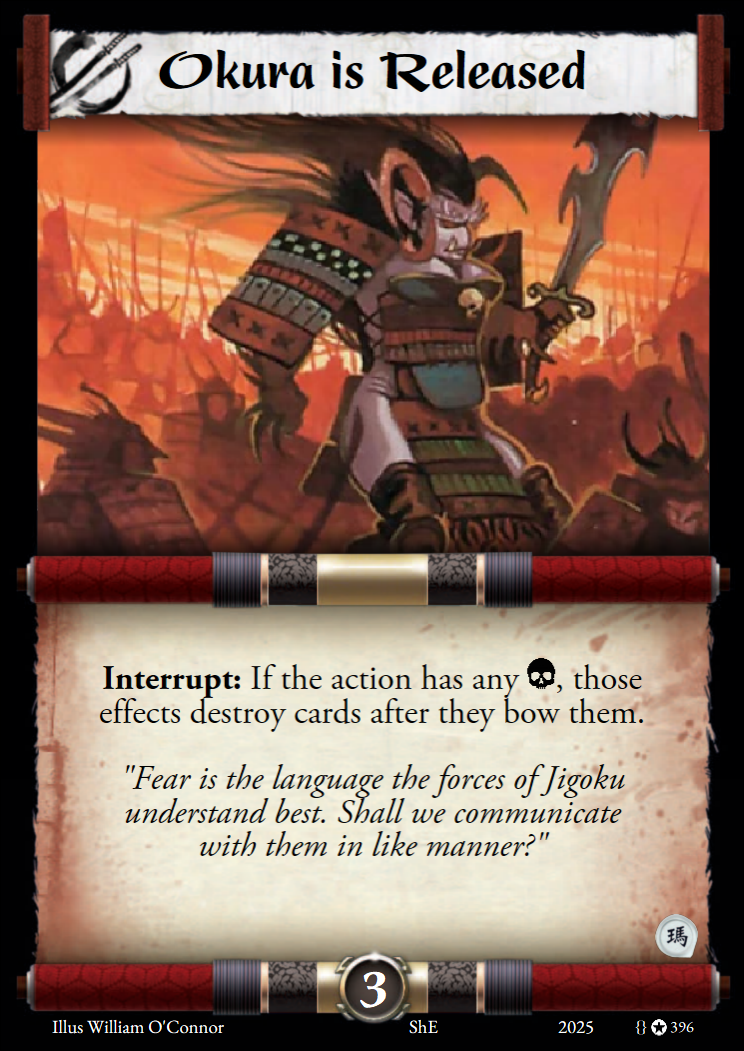 Okura is Released
Interrupt: If the action has any , those
effects destroy cards after they bow them.
"Fear is the language the forces of Jigoku
understand best. Shall we communicate
with them in like manner?"
瑪
3
Illus William O'Connor ShE 2025 {} 396